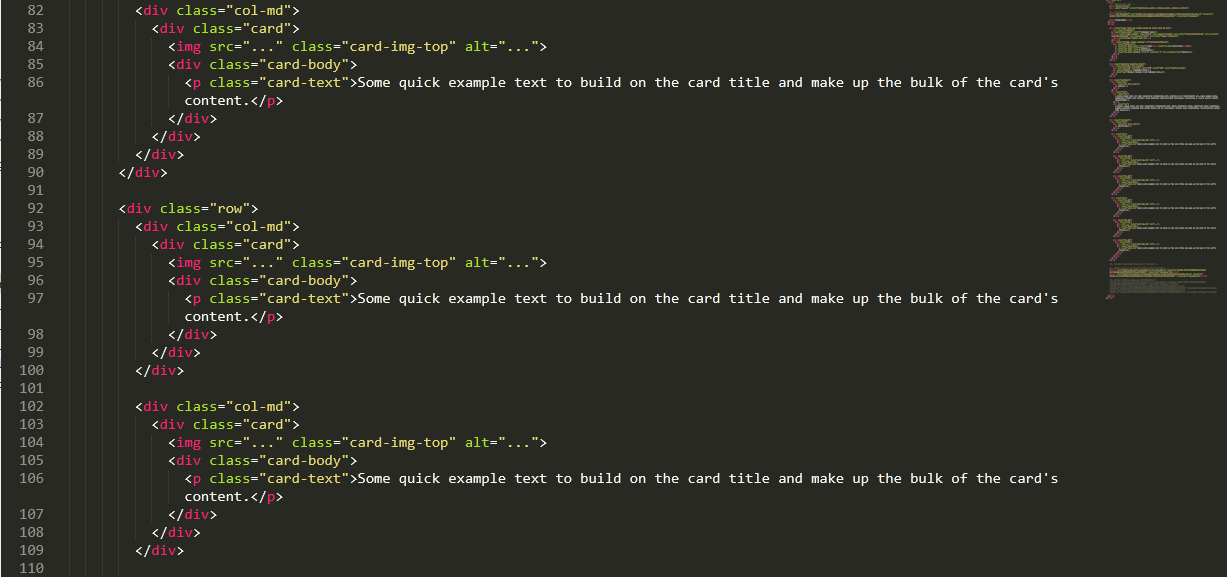 82 <div class="col-md">
83 <div class="card">
84 <img src="..." class="card-img-top" alt="...">
85 <div class="card-body">
86 <p class="card-text">Some quick example text to build on the card title and make up the bulk of the card's
content.</p>
87 </div>
88 </div>
89 </div>
90 </div>
91
92 <div class="row">
93 <div class="col-md">
94 <div class="card">
95 <img src="..." class="card-img-top" alt="...">
96 <div class="card-body">
97 <p class="card-text">Some quick example text to build on the card title and make up the bulk of the card's
content.</p>
98 </div>
99 </div>
100 </div>
101
102 <div class="col-md">
103 <div class="card">
104 <img src="..." class="card-img-top" alt="...">
105 <div class="card-body">
106 <p class="card-text">Some quick example text to build on the card title and make up the bulk of the card's
content.</p>
107 </div>
108 </div>
109 </div>
110